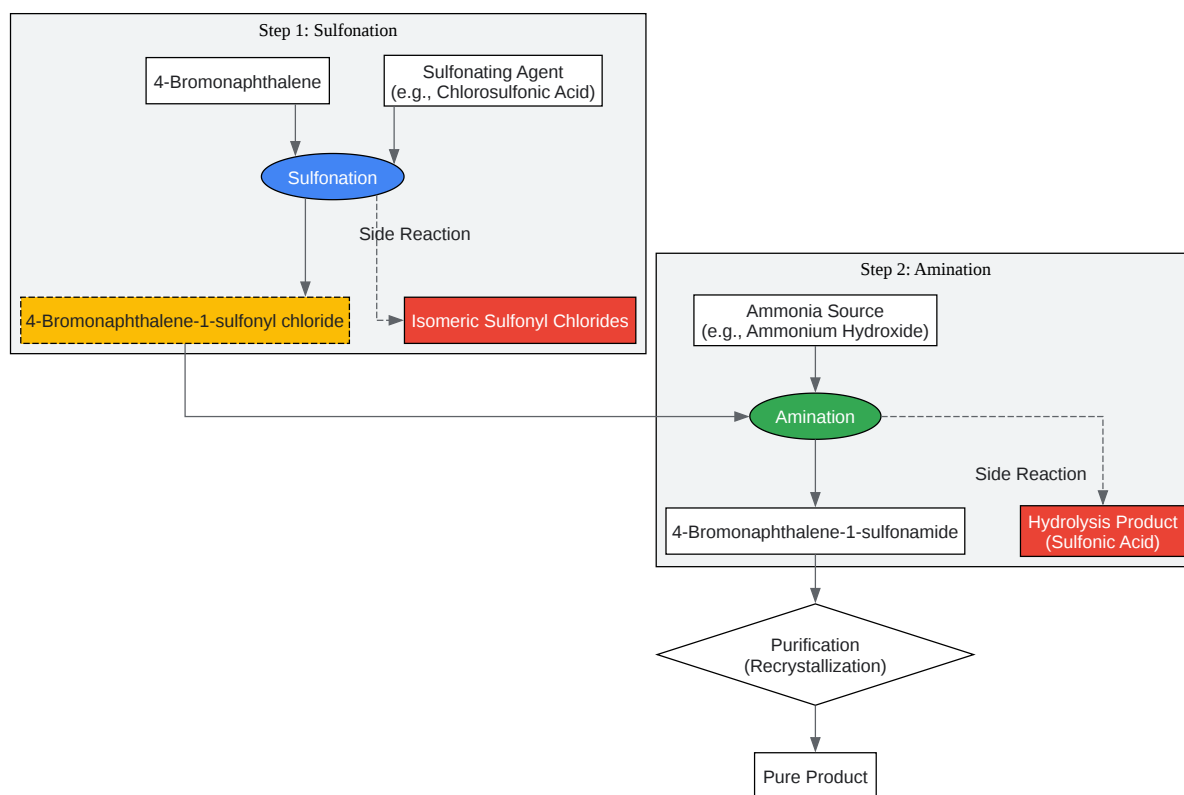 Step 1: Sulfonation
4-Bromonaphthalene
Sulfonating Agent
(e.g., Chlorosulfonic Acid)
Sulfonation
Side Reaction
4-Bromonaphthalene-1-sulfonyl chloride
Isomeric Sulfonyl Chlorides
Step 2: Amination
Ammonia Source
(e.g., Ammonium Hydroxide)
Amination
Side Reaction
4-Bromonaphthalene-1-sulfonamide
Hydrolysis Product
(Sulfonic Acid)
Purification
(Recrystallization)
Pure Product